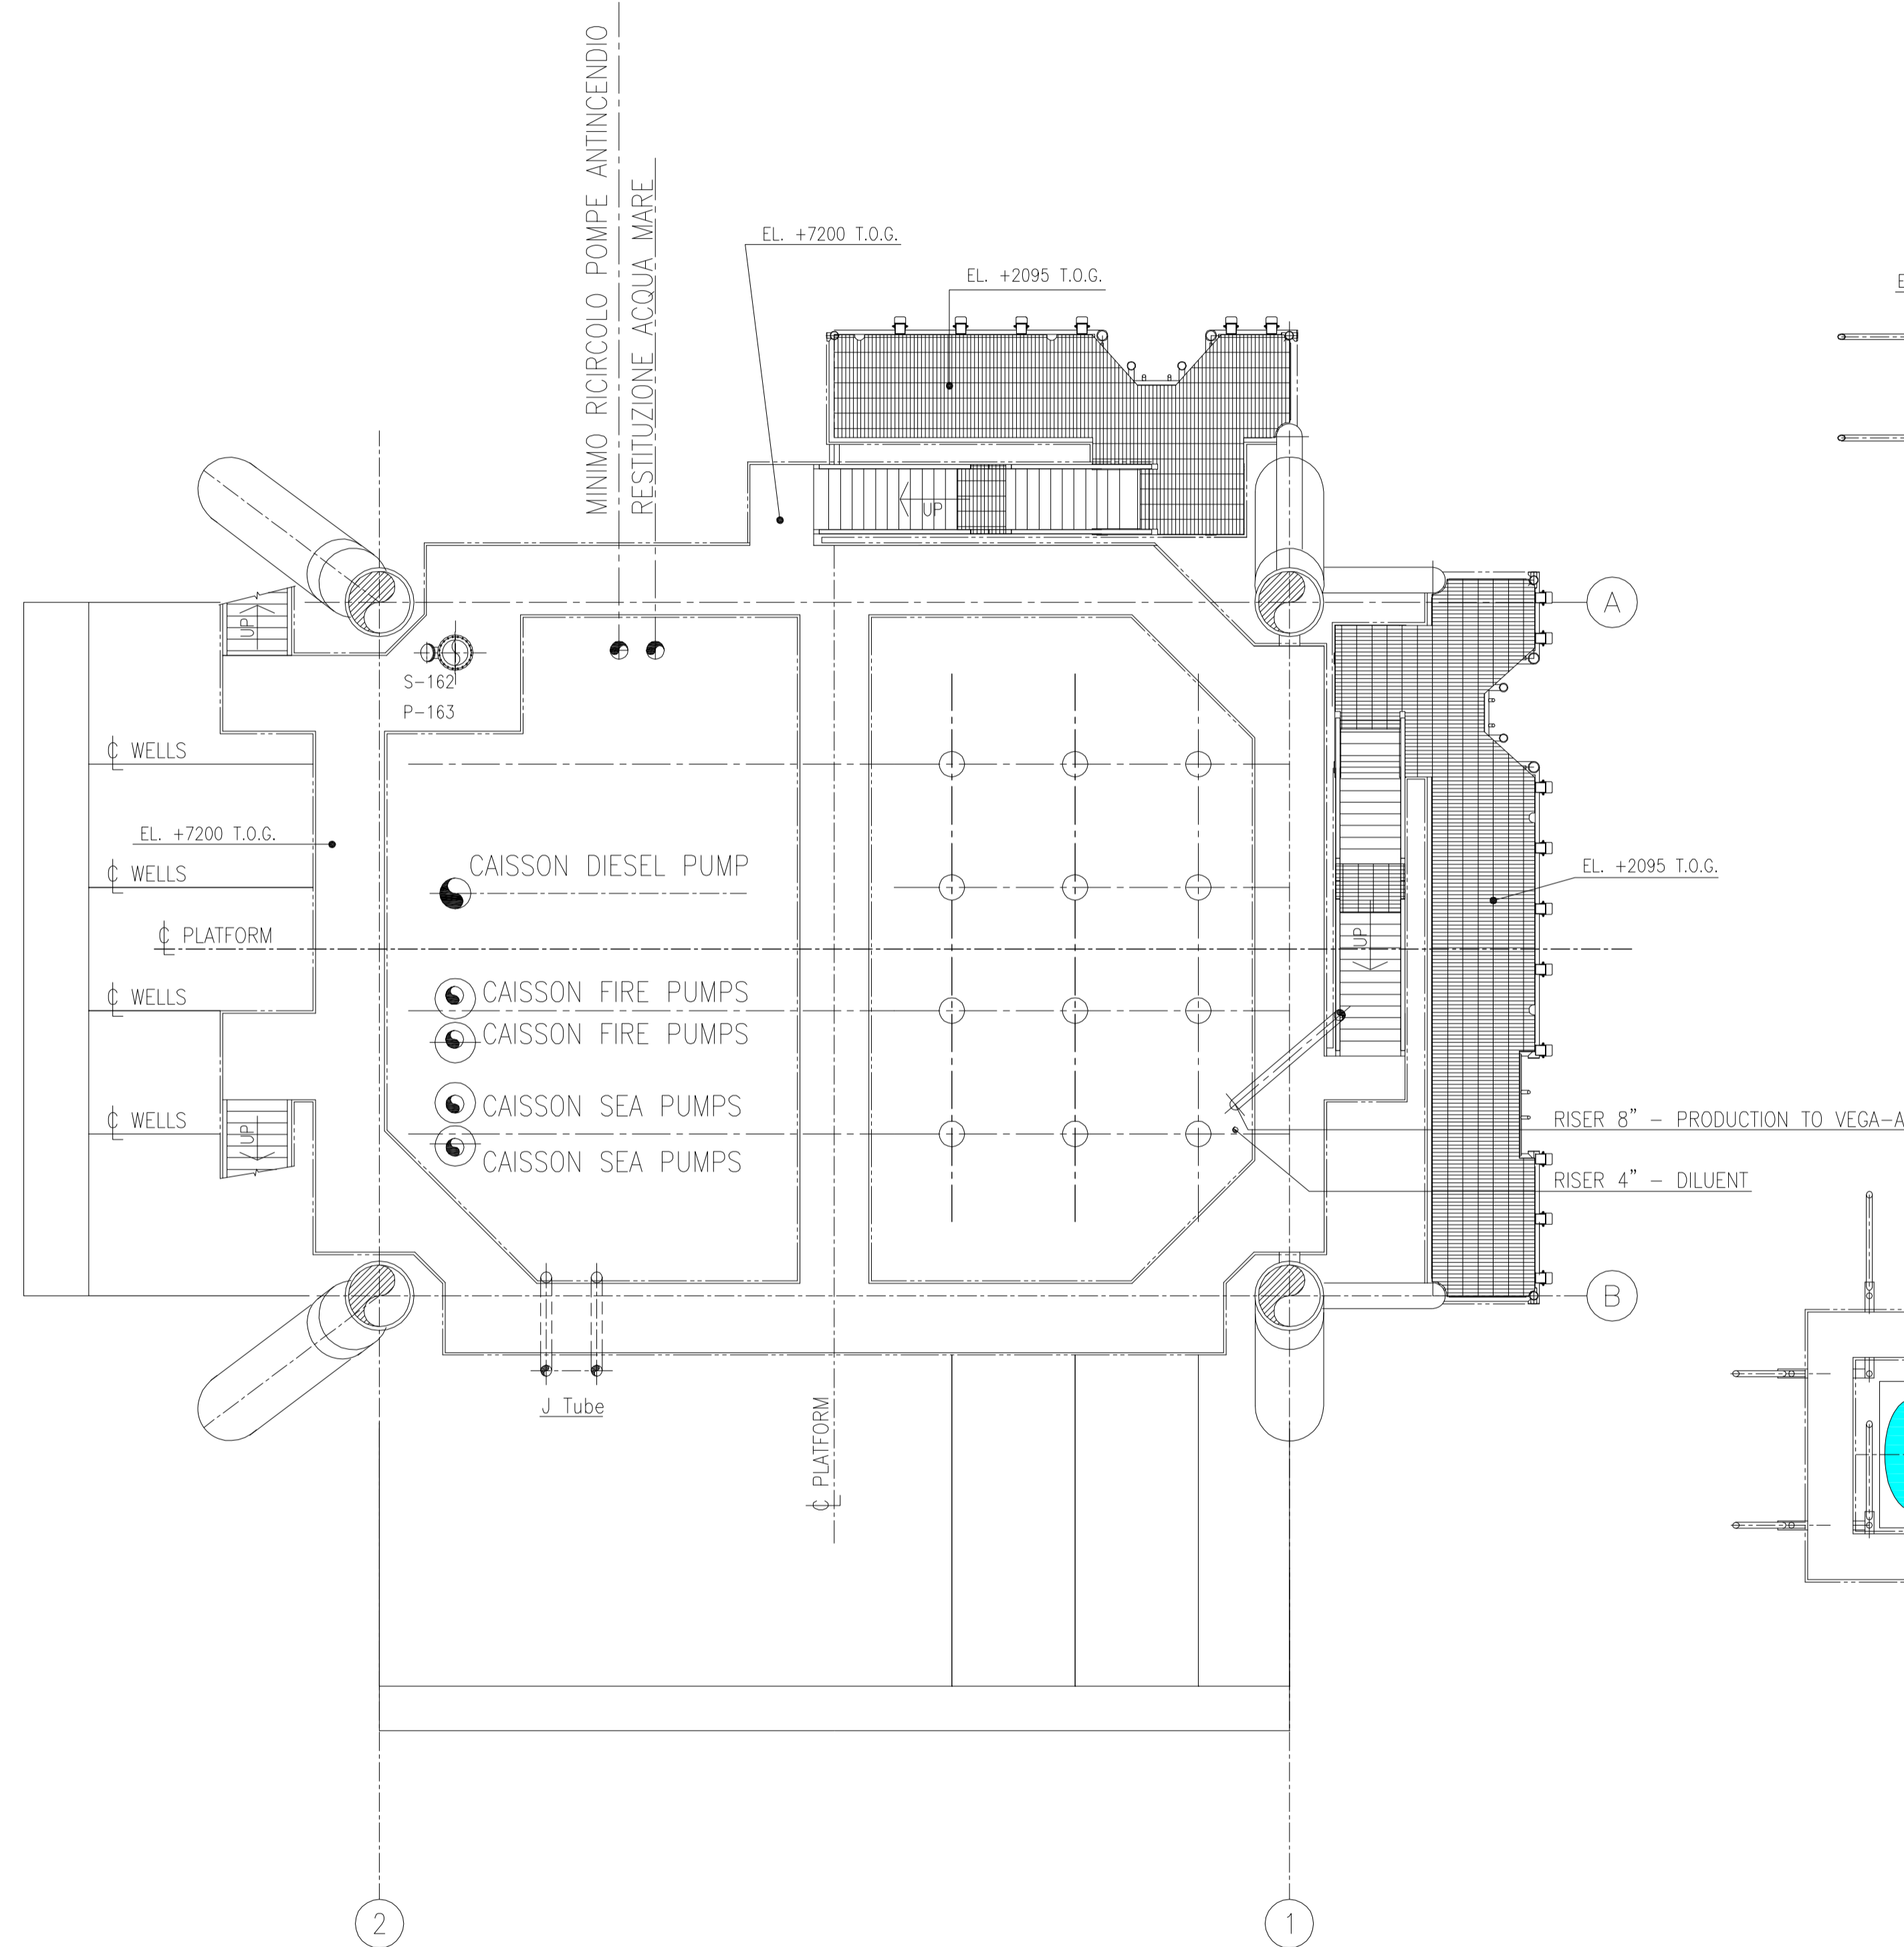 MINIMO RICIRCOLO POMPE ANTINCENDIO
RESTITUZIONE ACQUA MARE
EL. +7200 T.O.G.
EL. +2095 T.O.G.
E
UP
UP
A
S-162
P-163
℄ WELLS
EL. +7200 T.O.G.
℄ WELLS
CAISSON DIESEL PUMP
EL. +2095 T.O.G.
℄ PLATFORM
UP
℄ WELLS
CAISSON FIRE PUMPS
CAISSON FIRE PUMPS
℄ WELLS
UP
CAISSON SEA PUMPS
CAISSON SEA PUMPS
RISER 8" - PRODUCTION TO VEGA-A
RISER 4" - DILUENT
B
J Tube
℄ PLATFORM
2
1